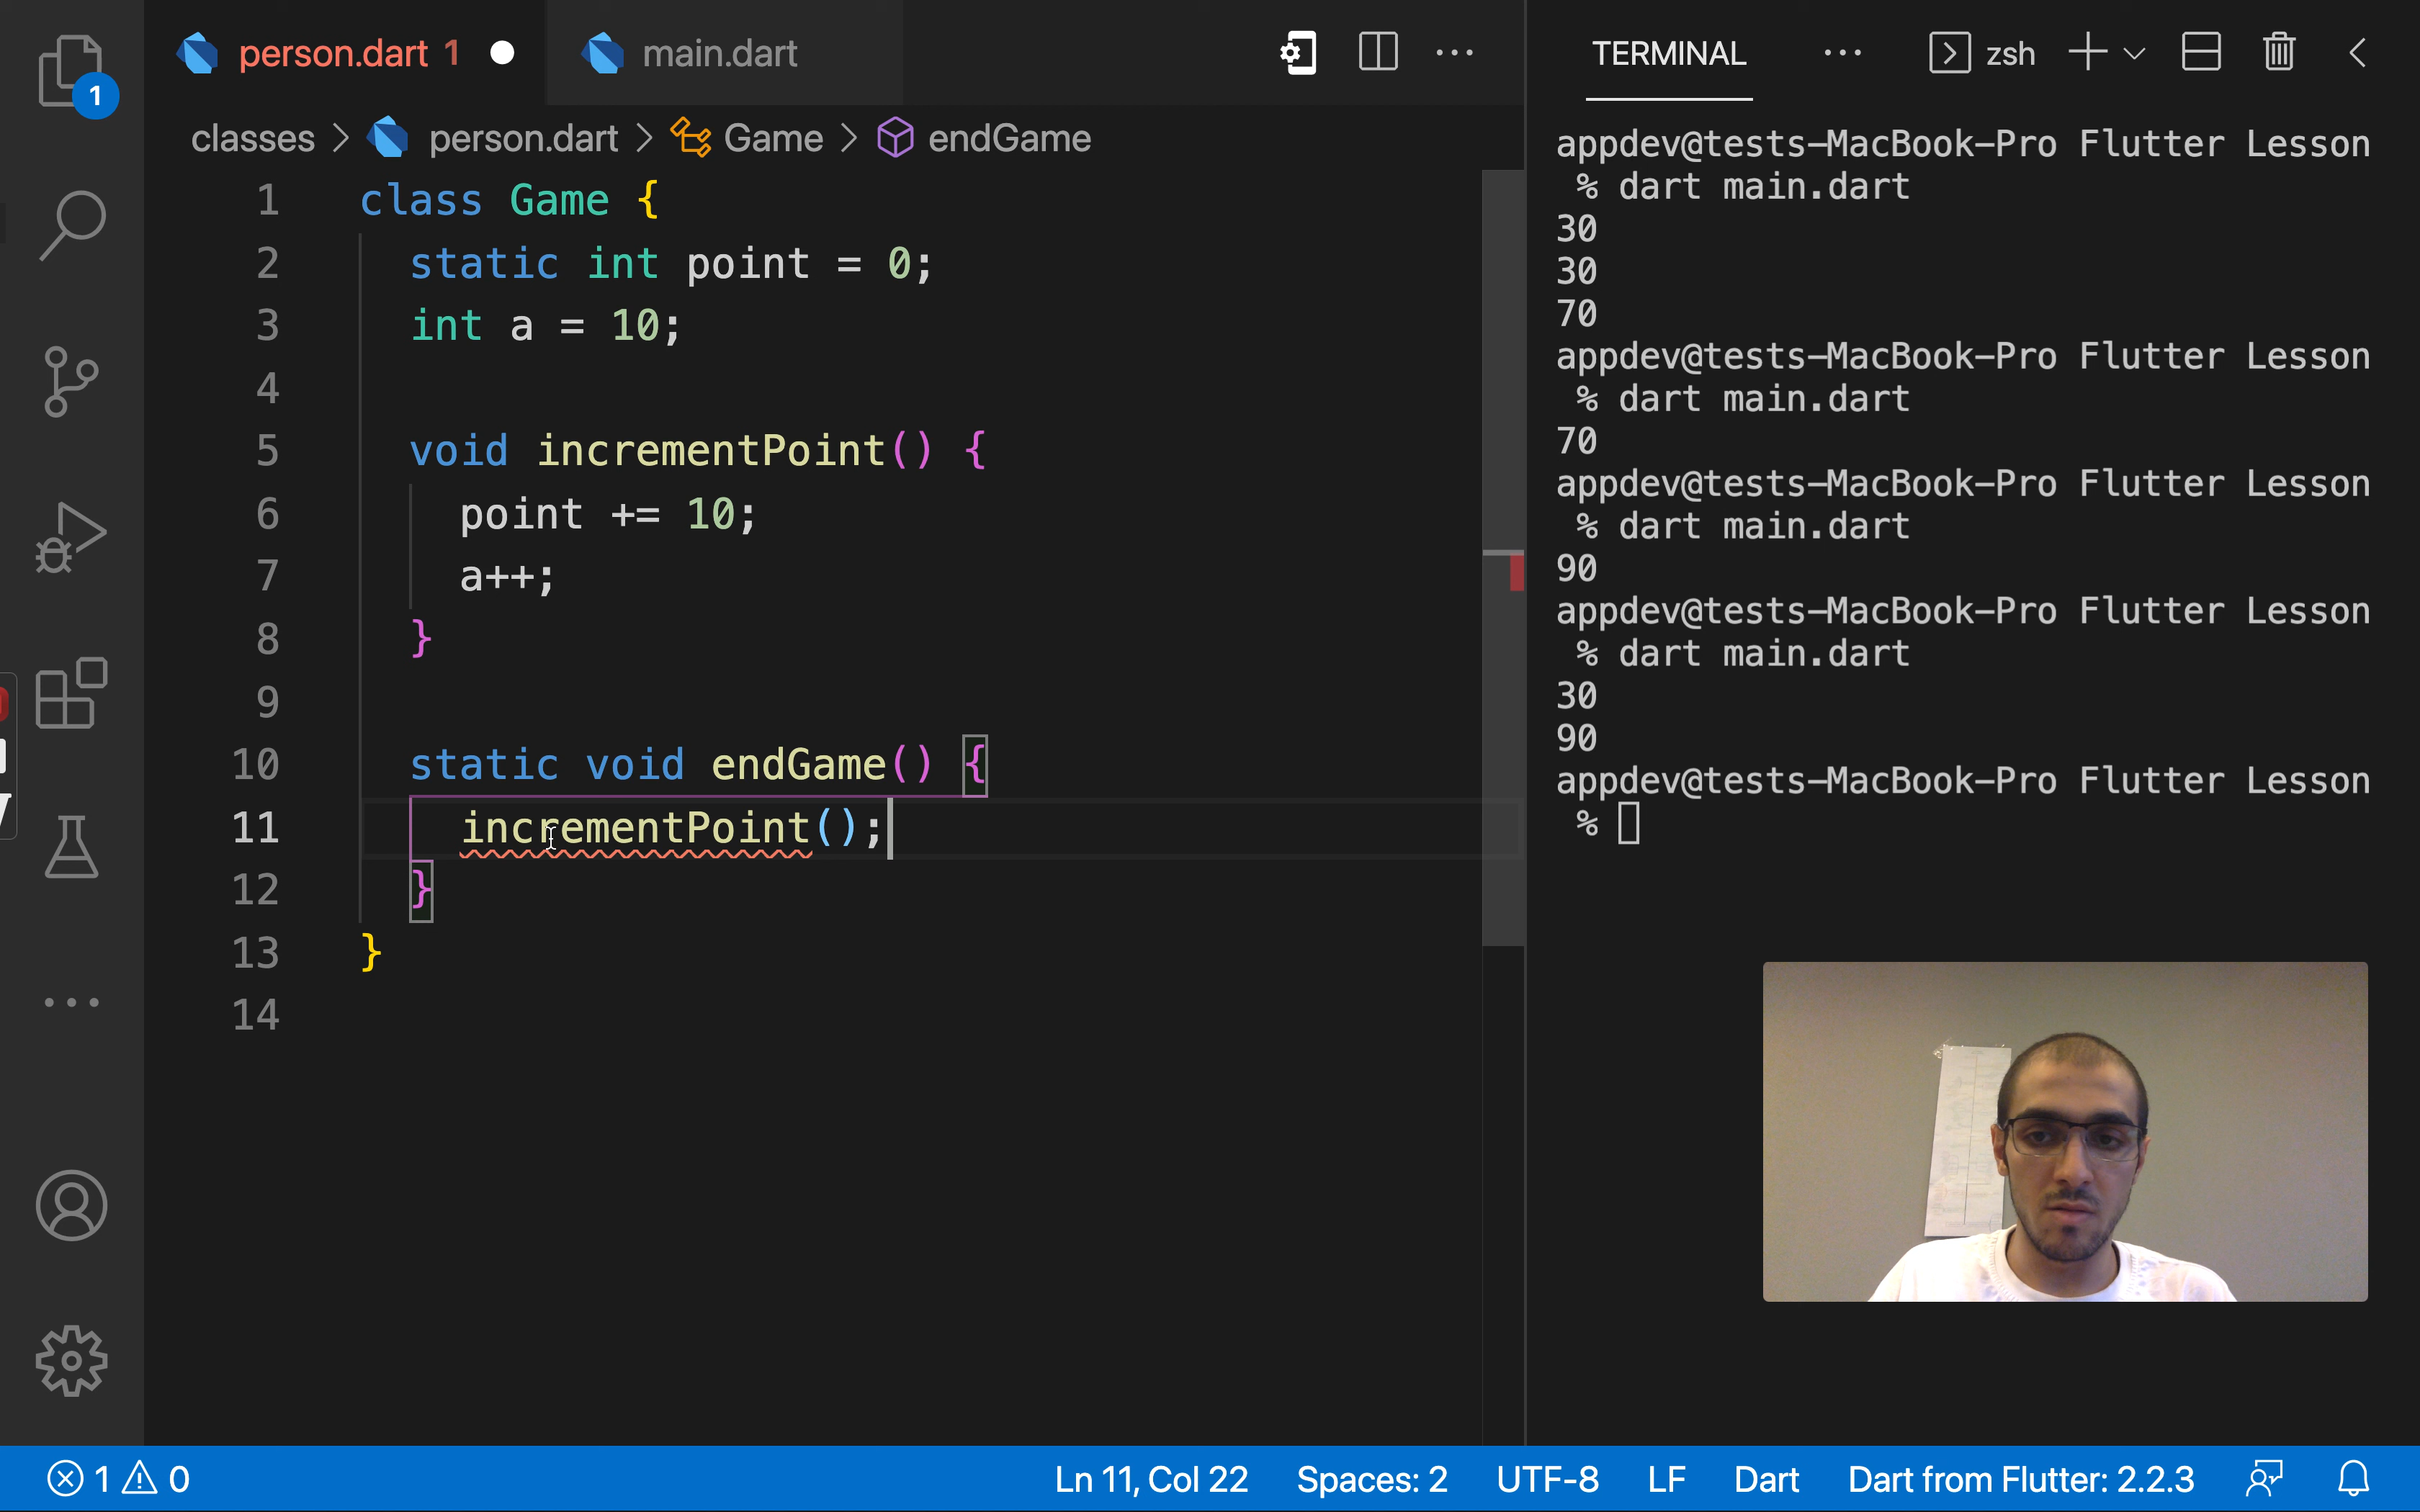 person.dart 1
main.dart
TERMINAL
zsh
1
classes > person.dart > Game > endGame
1 class Game {
2 static int point = 0;
3 int a = 10;
4
5 void incrementPoint() {
6 point += 10;
7 a++;
8 }
9
10 static void endGame() {
11 incrementPoint();
12 }
13 }
14
appdev@tests-MacBook-Pro Flutter Lesson
% dart main.dart
30
30
70
appdev@tests-MacBook-Pro Flutter Lesson
% dart main.dart
70
appdev@tests-MacBook-Pro Flutter Lesson
% dart main.dart
90
appdev@tests-MacBook-Pro Flutter Lesson
% dart main.dart
30
90
appdev@tests-MacBook-Pro Flutter Lesson
%
1 0
Ln 11, Col 22
Spaces: 2
UTF-8
LF
Dart
Dart from Flutter: 2.2.3